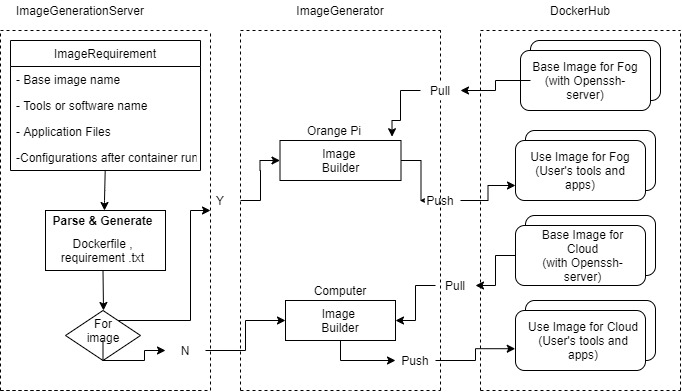 ImageGenerationServer
ImageGenerator
DockerHub
ImageRequirement
- Base image name
- Tools or software name
- Application Files
-Configurations after container run
Parse & Generate
Dockerfile ,
requirement .txt
For
image
Y
N
Orange Pi
Image
Builder
Pull
Push
Computer
Image
Builder
Pull
Push
Base Image for Fog
(with Openssh-
server)
Use Image for Fog
(User's tools and
apps)
Base Image for
Cloud
(with Openssh-
server)
Use Image for Cloud
(User's tools and
apps)